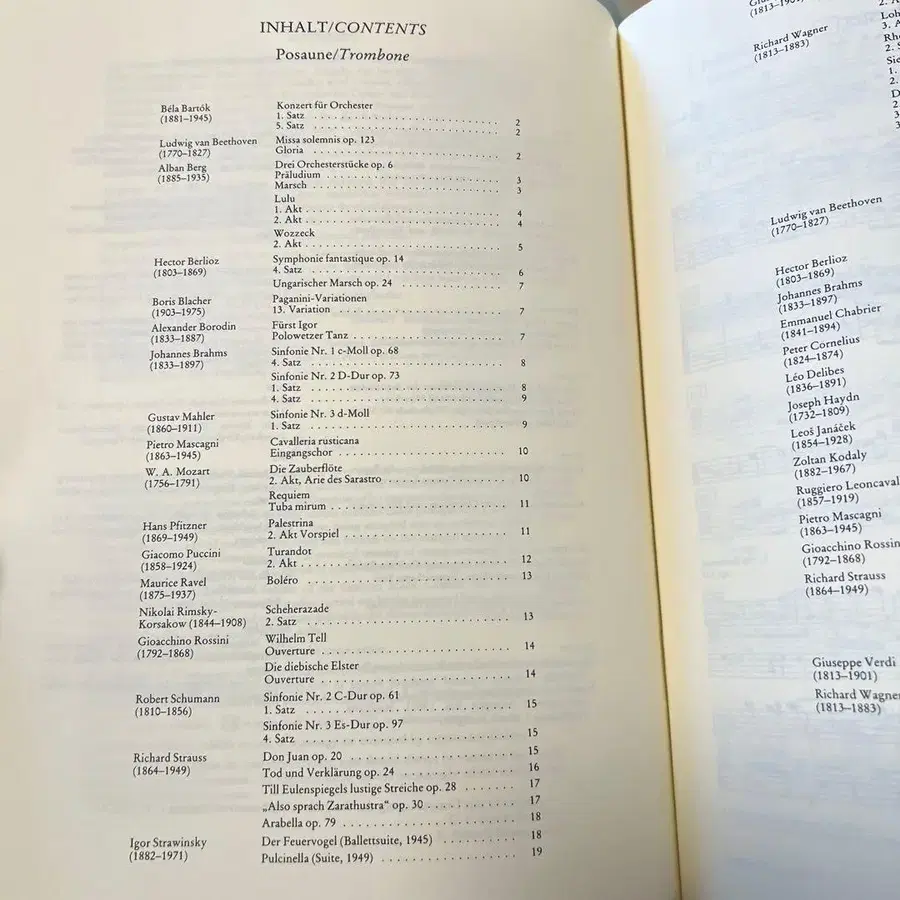 INHALT/CONTENTS
Posaune/Trombone
Béla Bartók Konzert für Orchester
(1881–1945) 1. Satz 2
5. Satz 2
Ludwig van Beethoven Missa solemnis op. 123
(1770–1827) Gloria 2
Alban Berg Drei Orchesterstücke op. 6
(1885–1935) Präludium 3
Marsch 3
Lulu
1. Akt 4
2. Akt 4
Wozzeck
2. Akt 5
Hector Berlioz Symphonie fantastique op. 14
(1803–1869) 4. Satz 6
Ungarischer Marsch op. 24 7
Boris Blacher Paganini-Variationen
(1903–1975) 13. Variation 7
Alexander Borodin Fürst Igor
(1833–1887) Polowetzer Tanz 7
Johannes Brahms Sinfonie Nr. 1 c-Moll op. 68
(1833–1897) 4. Satz 8
Sinfonie Nr. 2 D-Dur op. 73
1. Satz 8
4. Satz 9
Gustav Mahler Sinfonie Nr. 3 d-Moll
(1860–1911) 1. Satz 9
Pietro Mascagni Cavalleria rusticana
(1863–1945) Eingangschor 10
W. A. Mozart Die Zauberflöte
(1756–1791) 2. Akt, Arie des Sarastro 10
Requiem
Tuba mirum 11
Hans Pfitzner Palestrina
(1869–1949) 2. Akt Vorspiel 11
Giacomo Puccini Turandot
(1858–1924) 2. Akt 12
Maurice Ravel Boléro 13
(1875–1937)
Nikolai Rimsky- Scheherazade
Korsakow (1844–1908) 2. Satz 13
Gioacchino Rossini Wilhelm Tell
(1792–1868) Ouverture 14
Die diebische Elster
Ouverture 14
Robert Schumann Sinfonie Nr. 2 C-Dur op. 61
(1810–1856) 1. Satz 15
Sinfonie Nr. 3 Es-Dur op. 97
4. Satz 15
Richard Strauss Don Juan op. 20 15
(1864–1949) Tod und Verklärung op. 24 16
Till Eulenspiegels lustige Streiche op. 28 17
„Also sprach Zarathustra“ op. 30 17
Arabella op. 79 18
Igor Strawinsky Der Feuervogel (Ballettsuite, 1945) 18
(1882–1971) Pulcinella (Suite, 1949) 19
(1813–1901) 2.
Loh
3.
Richard Wagner
(1813–1883)
Rh
2.
Sie
1.
2.
D
2
3
3
Ludwig van Beethoven
(1770–1827)
Hector Berlioz
(1803–1869)
Johannes Brahms
(1833–1897)
Emmanuel Chabrier
(1841–1894)
Peter Cornelius
(1824–1874)
Léo Delibes
(1836–1891)
Joseph Haydn
(1732–1809)
Leoš Janáček
(1854–1928)
Zoltan Kodaly
(1882–1967)
Ruggiero Leoncaval
(1857–1919)
Pietro Mascagni
(1863–1945)
Gioacchino Rossin
(1792–1868)
Richard Strauss
(1864–1949)
Giuseppe Verdi
(1813–1901)
Richard Wagner
(1813–1883)